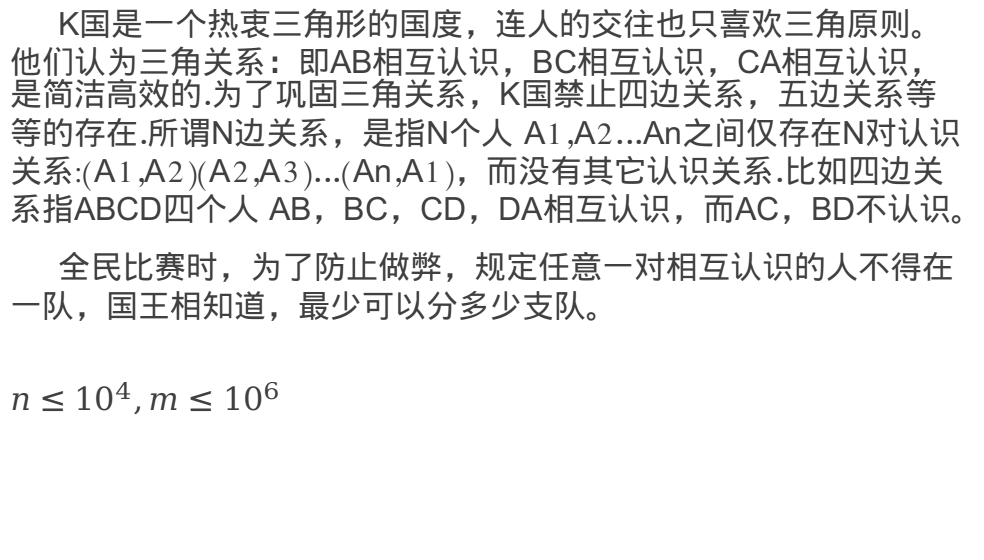 K国是一个热衷三角形的国度，连人的交往也只喜欢三角原则。
他们认为三角关系：即AB相互认识，BC相互认识，CA相互认识，
是简洁高效的.为了巩固三角关系，K国禁止四边关系，五边关系等
等的存在.所谓N边关系，是指N个人 A1,A2...An之间仅存在N对认识
关系:(A1,A2)(A2,A3)...(An,A1)，而没有其它认识关系.比如四边关
系指ABCD四个人 AB，BC，CD，DA相互认识，而AC，BD不认识。
全民比赛时，为了防止做弊，规定任意一对相互认识的人不得在
一队，国王相知道，最少可以分多少支队。
n ≤ 10⁴, m ≤ 10⁶